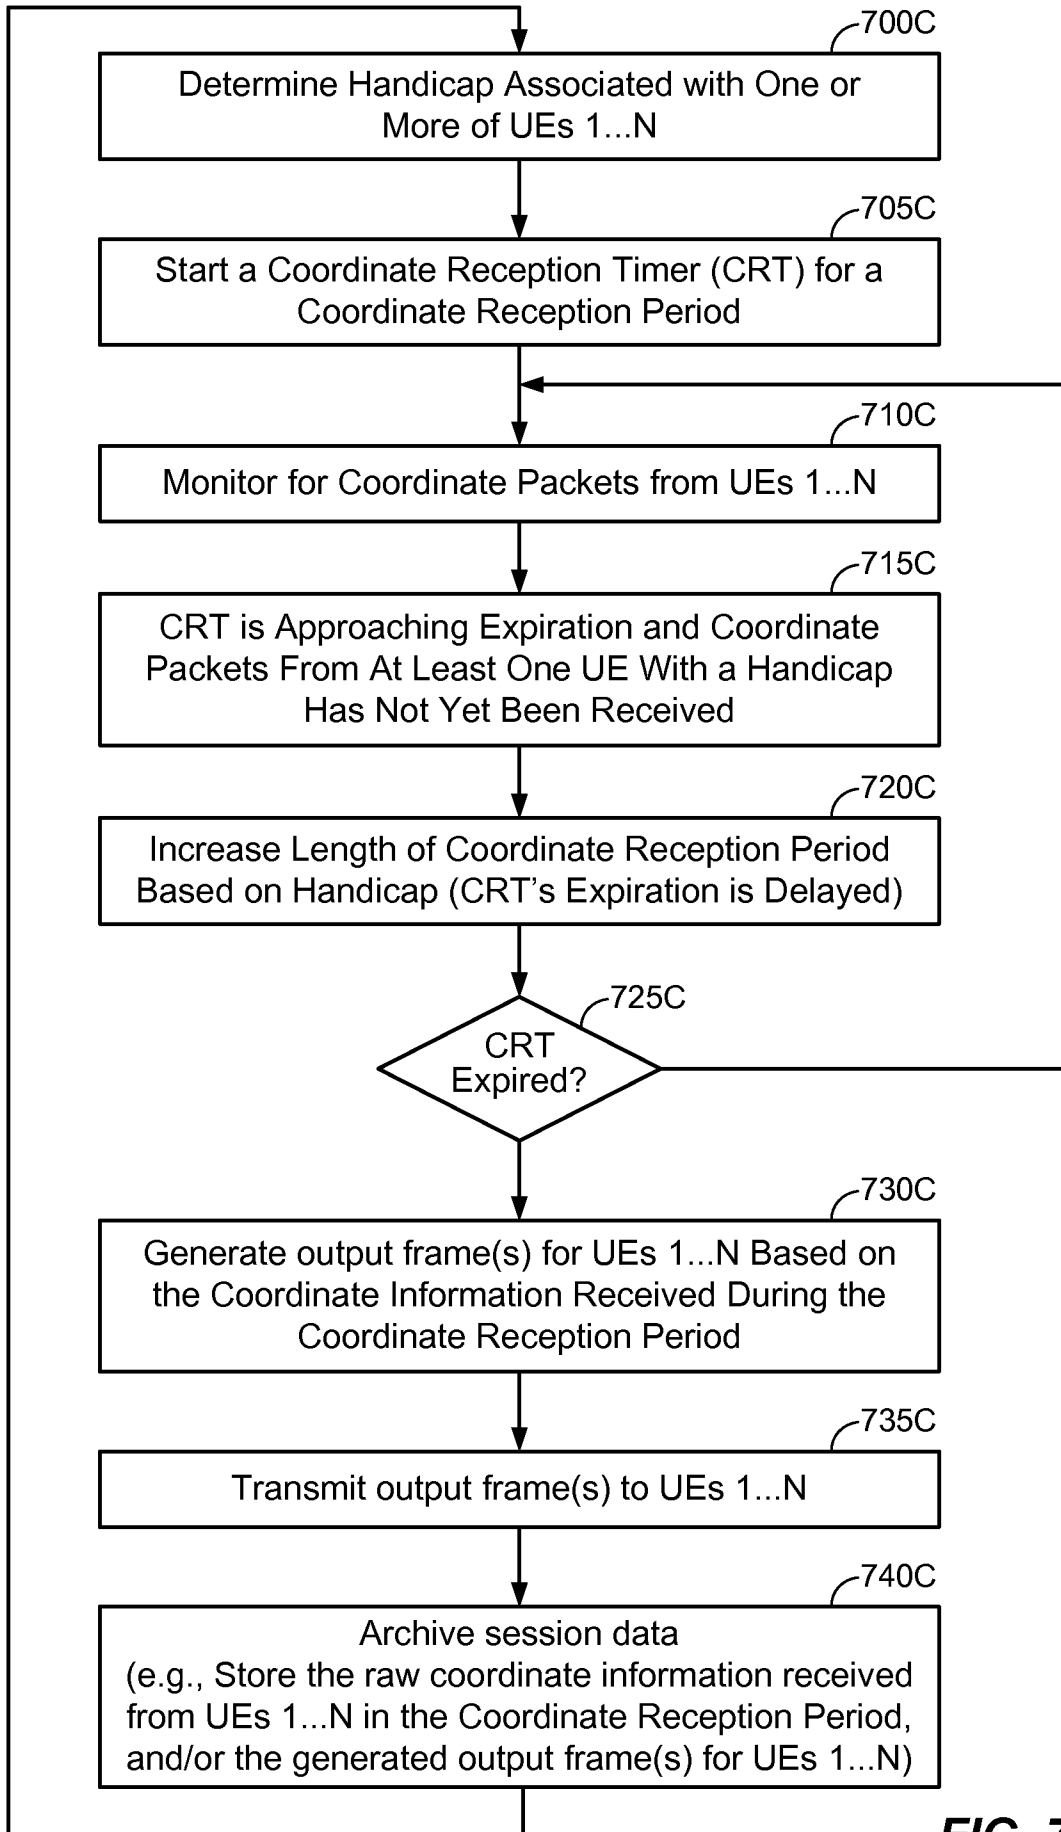 700C
Determine Handicap Associated with One or
More of UEs 1...N
705C
Start a Coordinate Reception Timer (CRT) for a
Coordinate Reception Period
710C
Monitor for Coordinate Packets from UEs 1...N
715C
CRT is Approaching Expiration and Coordinate
Packets From At Least One UE With a Handicap
Has Not Yet Been Received
720C
Increase Length of Coordinate Reception Period
Based on Handicap (CRT’s Expiration is Delayed)
725C
CRT
Expired?
730C
Generate output frame(s) for UEs 1...N Based on
the Coordinate Information Received During the
Coordinate Reception Period
735C
Transmit output frame(s) to UEs 1...N
740C
Archive session data
(e.g., Store the raw coordinate information received
from UEs 1...N in the Coordinate Reception Period,
and/or the generated output frame(s) for UEs 1...N)
FIG.